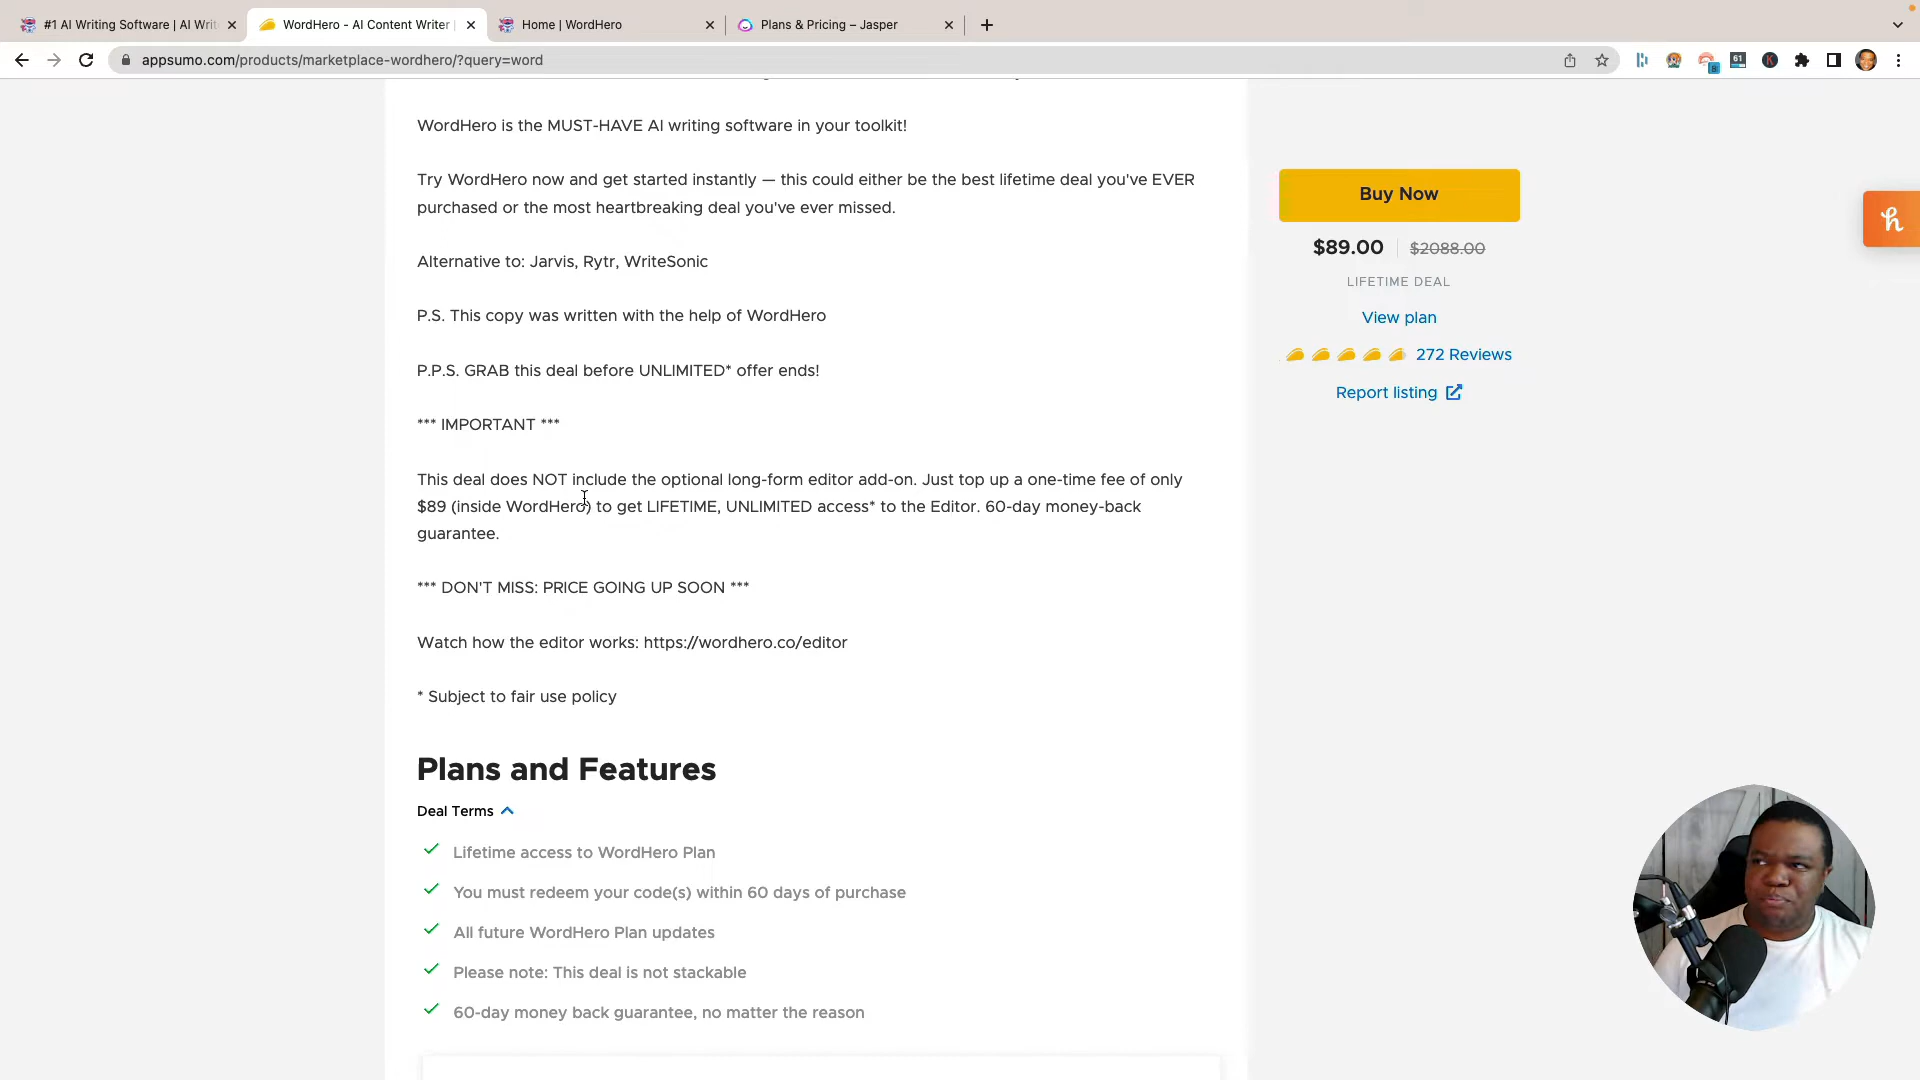 #1 AI Writing Software | AI Writ
WordHero - AI Content Writer
Home | WordHero
Plans & Pricing – Jasper
appsumo.com/products/marketplace-wordhero/?query=word
61
WordHero is the MUST-HAVE AI writing software in your toolkit!
Try WordHero now and get started instantly — this could either be the best lifetime deal you've EVER
purchased or the most heartbreaking deal you've ever missed.
Alternative to: Jarvis, Rytr, WriteSonic
P.S. This copy was written with the help of WordHero
P.P.S. GRAB this deal before UNLIMITED* offer ends!
*** IMPORTANT ***
This deal does NOT include the optional long-form editor add-on. Just top up a one-time fee of only
$89 (inside WordHero) to get LIFETIME, UNLIMITED access* to the Editor. 60-day money-back
guarantee.
*** DON'T MISS: PRICE GOING UP SOON ***
Watch how the editor works: https://wordhero.co/editor
* Subject to fair use policy
Plans and Features
Deal Terms
Lifetime access to WordHero Plan
You must redeem your code(s) within 60 days of purchase
All future WordHero Plan updates
Please note: This deal is not stackable
60-day money back guarantee, no matter the reason
Buy Now
$89.00 $2088.00
LIFETIME DEAL
View plan
272 Reviews
Report listing
h